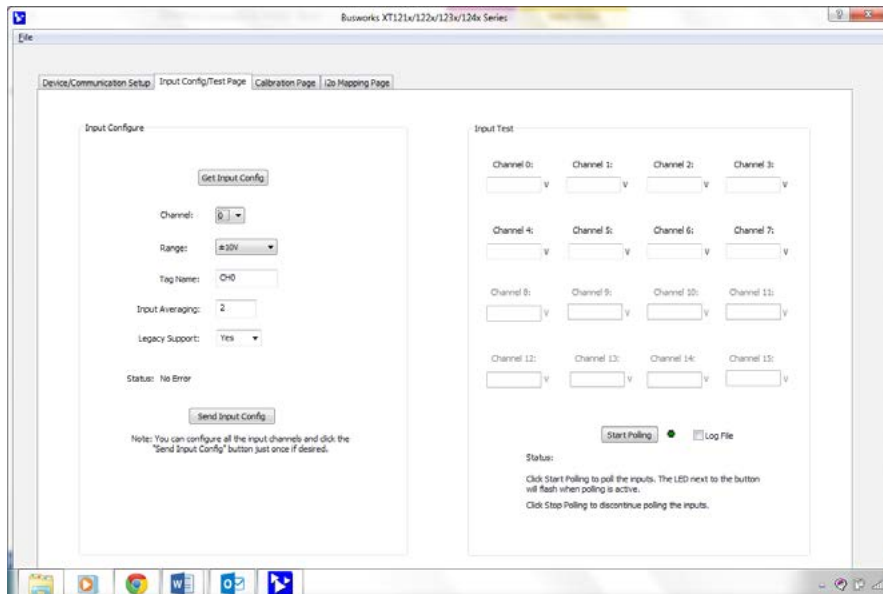 Busworks XT121x/122x/123x/124x Series
File
Device/Communication Setup Input Config/Test Page Calibration Page i2o Mapping Page
Input Configure
Get Input Config
Channel: 0
Range: ±10V
Tag Name: CH0
Input Averaging: 2
Legacy Support: Yes
Status: No Error
Send Input Config
Note: You can configure all the input channels and click the
"Send Input Config" button just once if desired.
Input Test
Channel 0: Channel 1: Channel 2: Channel 3:
V V V V
Channel 4: Channel 5: Channel 6: Channel 7:
V V V V
Channel 8: Channel 9: Channel 10: Channel 11:
V V V V
Channel 12: Channel 13: Channel 14: Channel 15:
V V V V
Start Polling Log File
Status:
Click Start Polling to poll the inputs. The LED next to the button
will flash when polling is active.
Click Stop Polling to discontinue polling the inputs.